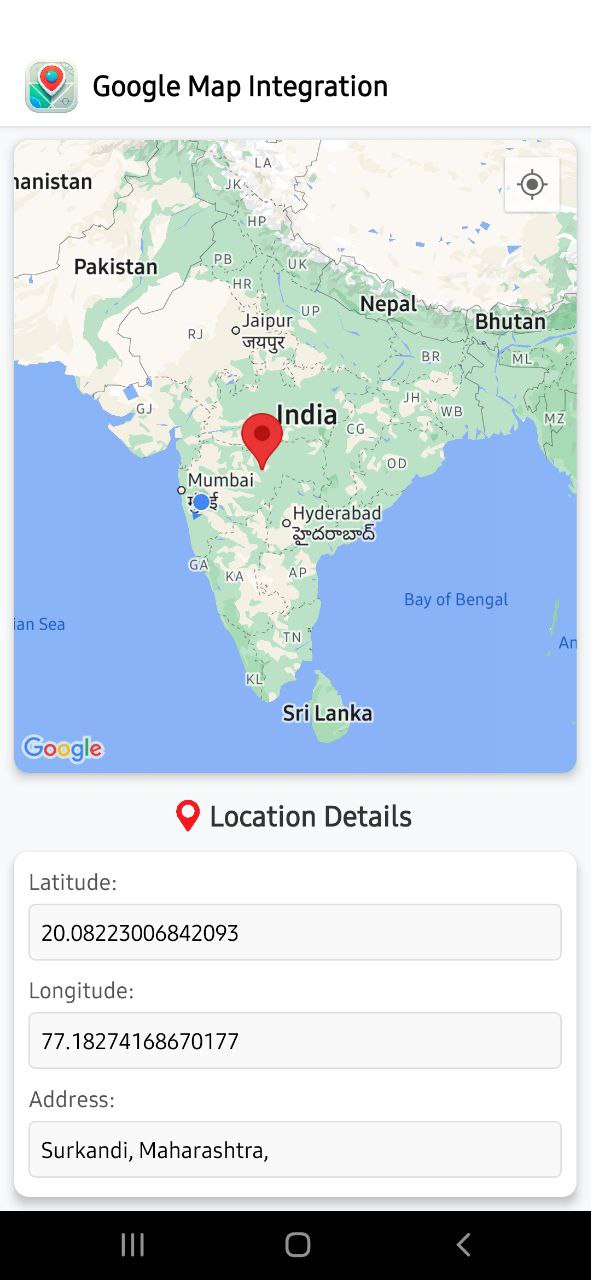 Google Map Integration
LA
hanistan
JK
HP
Pakistan
PB
UK
HR
Nepal
UP
Jaipur
Bhutan
RJ
जयपुर
BR
ML
JH
GJ
WB
India
MZ
CG
OD
Mumbai
Hyderabad
హైదరాబాద్
GA
KA
AP
Bay of Bengal
ian Sea
TN
An
KL
Sri Lanka
Google
Location Details
Latitude:
20.08223006842093
Longitude:
77.18274168670177
Address:
Surkandi, Maharashtra,